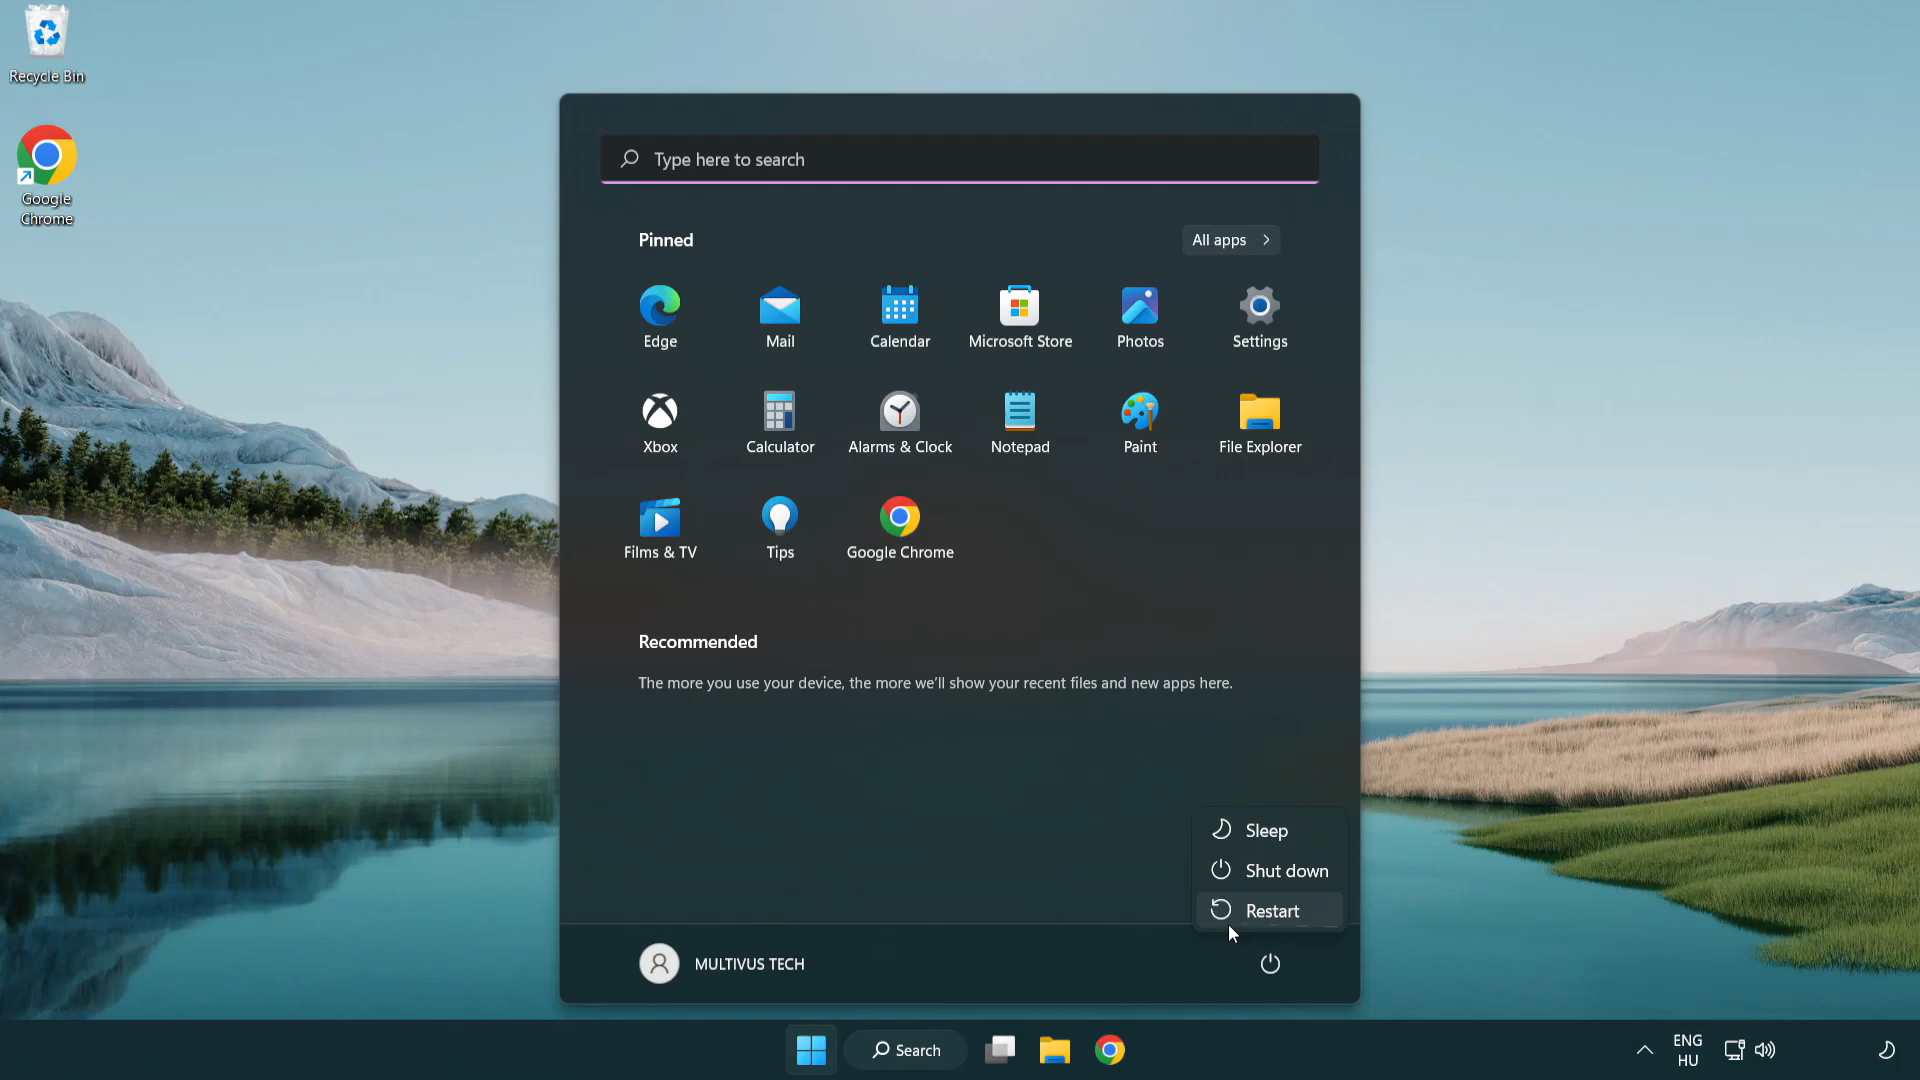 Recycle Bin
Google
Chrome
Type here to search
Pinned
All apps
Edge
Mail
Calendar
Microsoft Store
Photos
Settings
Xbox
Calculator
Alarms & Clock
Notepad
Paint
File Explorer
Films & TV
Tips
Google Chrome
Recommended
The more you use your device, the more we'll show your recent files and new apps here.
Sleep
Shut down
Restart
MULTIVUS TECH
Search
ENG
HU